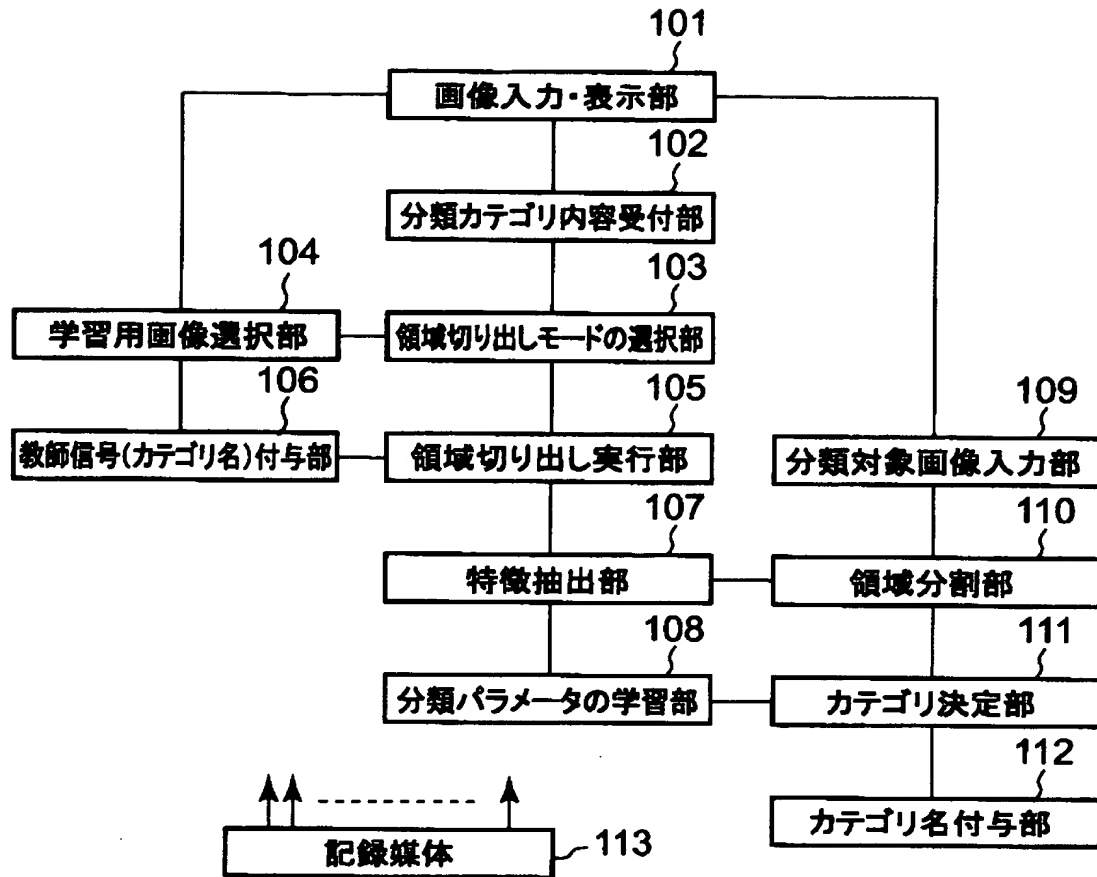 101
画像入力・表示部
102
分類カテゴリ内容受付部
104
103
学習用画像選択部
領域切り出しモードの選択部
106
105
109
教師信号(カテゴリ名)付与部
領域切り出し実行部
分類対象画像入力部
107
110
特徴抽出部
領域分割部
108
111
分類パラメータの学習部
カテゴリ決定部
112
カテゴリ名付与部
記録媒体
113